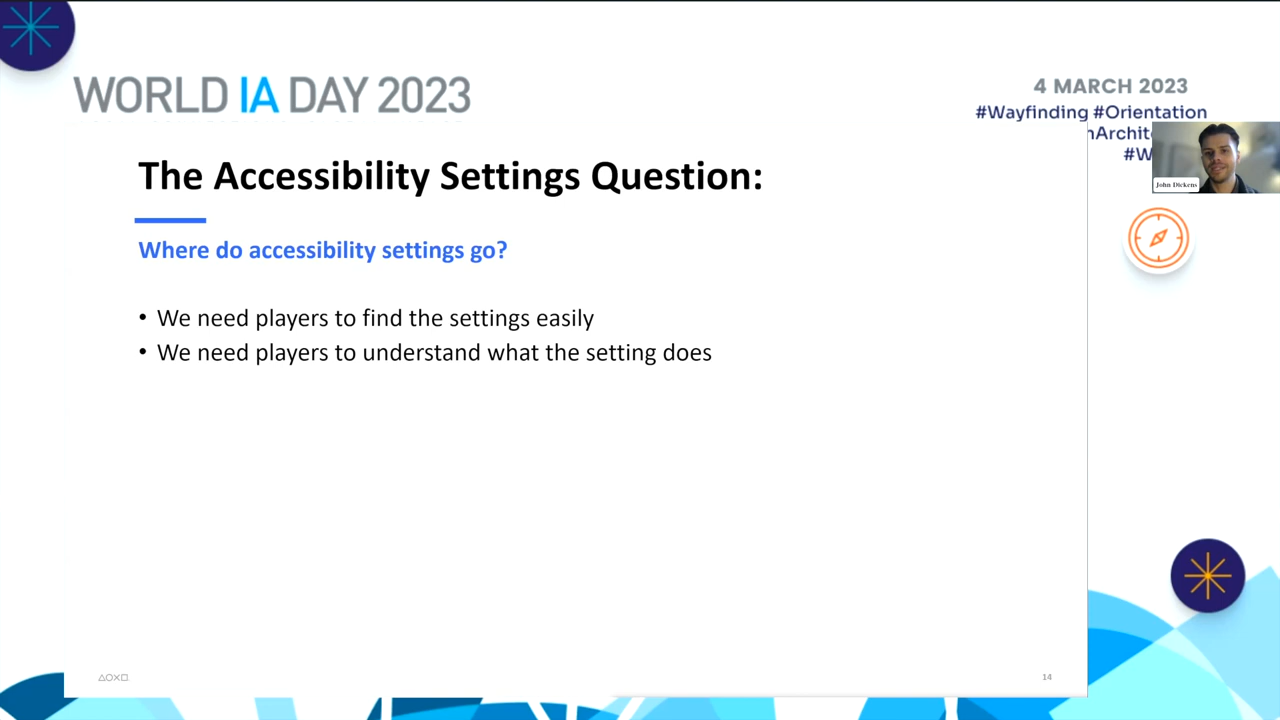 WORLD IA DAY 2023
4 MARCH 2023
#Wayfinding #Orientation
The Accessibility Settings Question:
John Dickens
Where do accessibility settings go?
• We need players to find the settings easily
• We need players to understand what the setting does
14